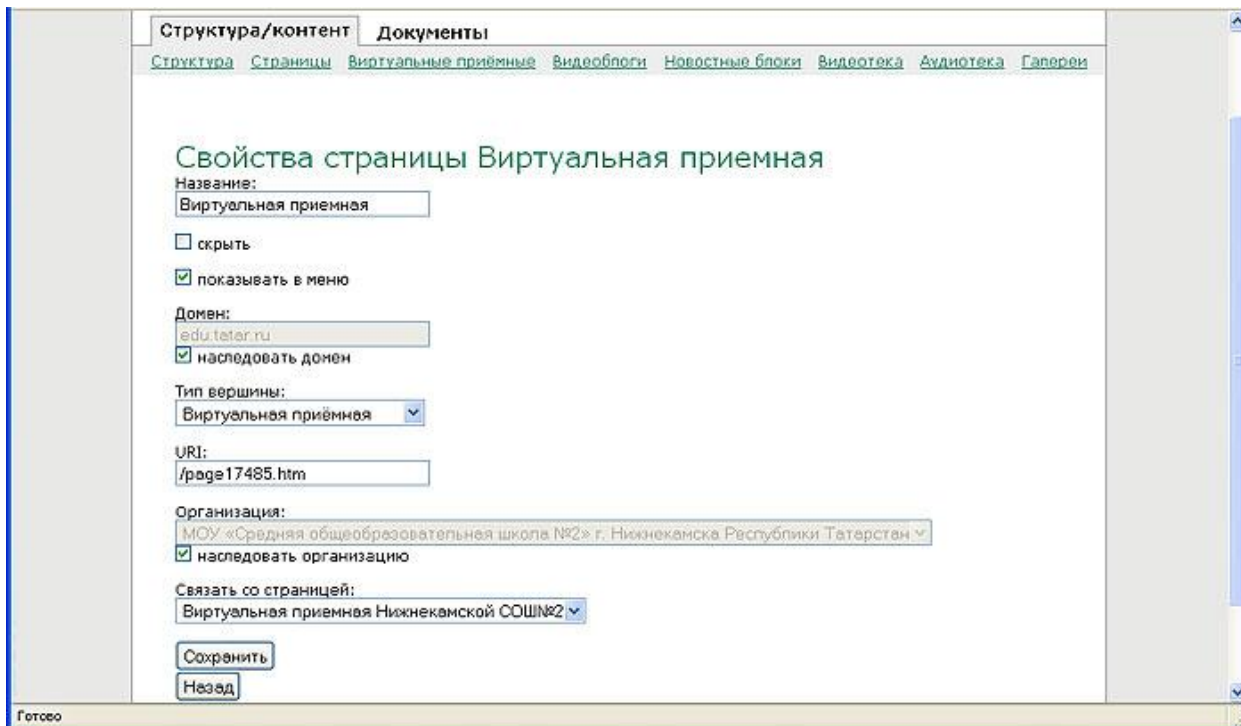 Структура/контент Документы
Структура Страницы Виртуальные приёмные Видеоблоги Новостные блоки Видеотека Аудиотека Галереи
Свойства страницы Виртуальная приемная
Название:
Виртуальная приемная
скрыть
показывать в меню
Домен:
edu.tatar.ru
наследовать домен
Тип вершины:
Виртуальная приёмная
URI:
/page17485.htm
Организация:
МОУ «Средняя общеобразовательная школа №2» г. Нижнекамска Республики Татарстан
наследовать организацию
Связать со страницей:
Виртуальная приемная Нижнекамской СОШ№2
Сохранить
Назад
Готово